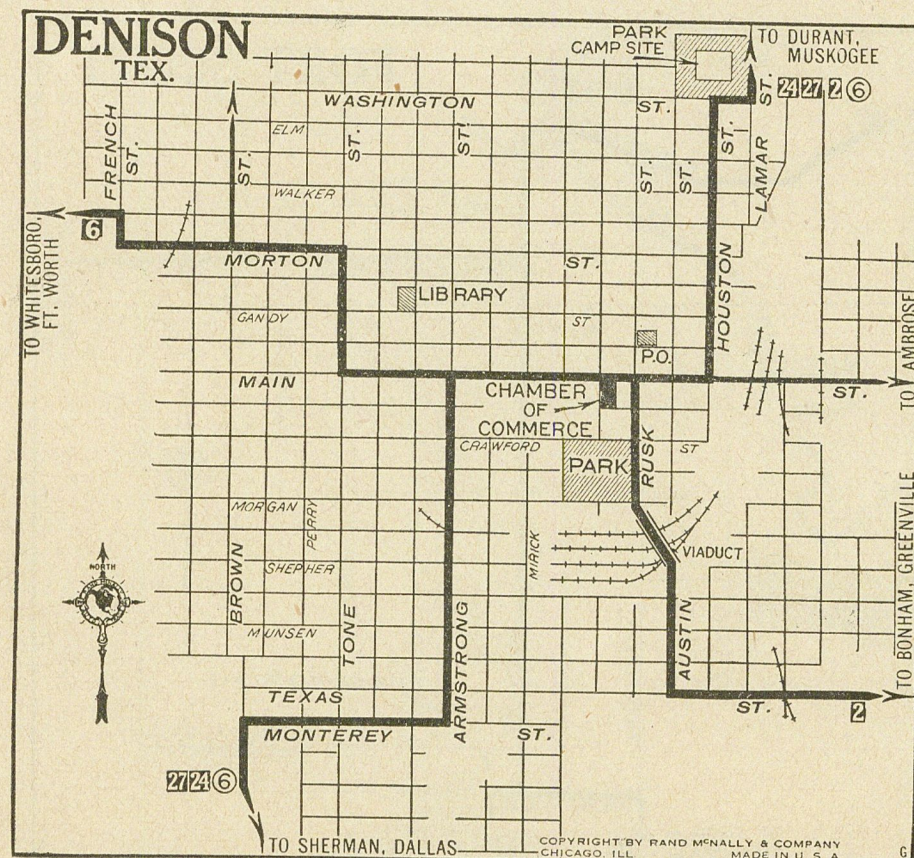 DENISON
TEX.
PARK
CAMP SITE
TO DURANT,
MUSKOGEE
24 27 2 6
WASHINGTON
ST.
ELM
FRENCH
ST.
ST.
ST.
ST.
ST.
ST.
ST.
LAMAR
ST.
WALKER
6
TO WHITESBORO,
FT. WORTH
MORTON
ST.
LIBRARY
GANDY
ST
P.O.
HOUSTON
MAIN
ST.
TO AMBROSE
CHAMBER
OF
COMMERCE
CRAWFORD
ST
PARK
RUSK
MORGAN
PERRY
SHEPHER
MIRICK
VIADUCT
NORTH
BROWN
MUNSEN
TONE
ARMSTRONG
AUSTIN
TO BONHAM, GREENVILLE
TEXAS
ST.
2
MONTEREY
ST.
27 24 6
TO SHERMAN, DALLAS
COPYRIGHT BY RAND McNALLY & COMPANY
CHICAGO, ILL.
MADE IN U. S. A.
G